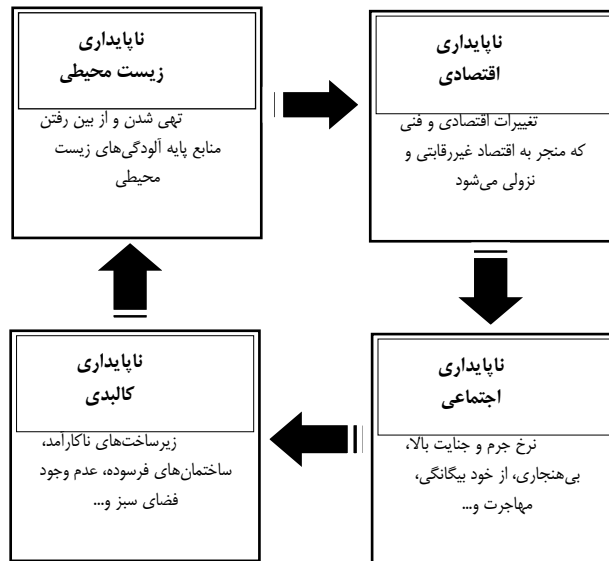 ناپایداری
زیست محیطی
تهی شدن و از بین رفتن
منابع پایه آلودگی‌های زیست
محیطی
ناپایداری
اقتصادی
تغییرات اقتصادی و فنی
که منجر به اقتصاد غیررقابتی و
نزولی می‌شود
ناپایداری
اجتماعی
نرخ جرم و جنایت بالا،
بی‌هنجاری، از خود بیگانگی،
مهاجرت و...
ناپایداری
کالبدی
زیرساخت‌های ناکارآمد،
ساختمان‌های فرسوده، عدم وجود
فضای سبز و...